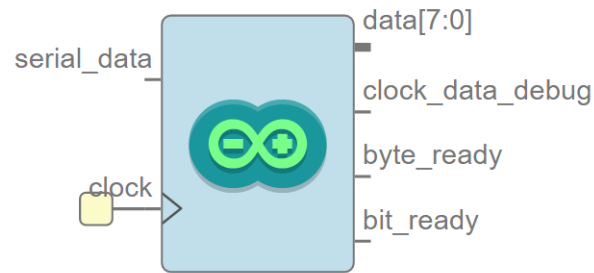 data[7:0]
serial_data
clock_data_debug
byte_ready
clock
bit_ready